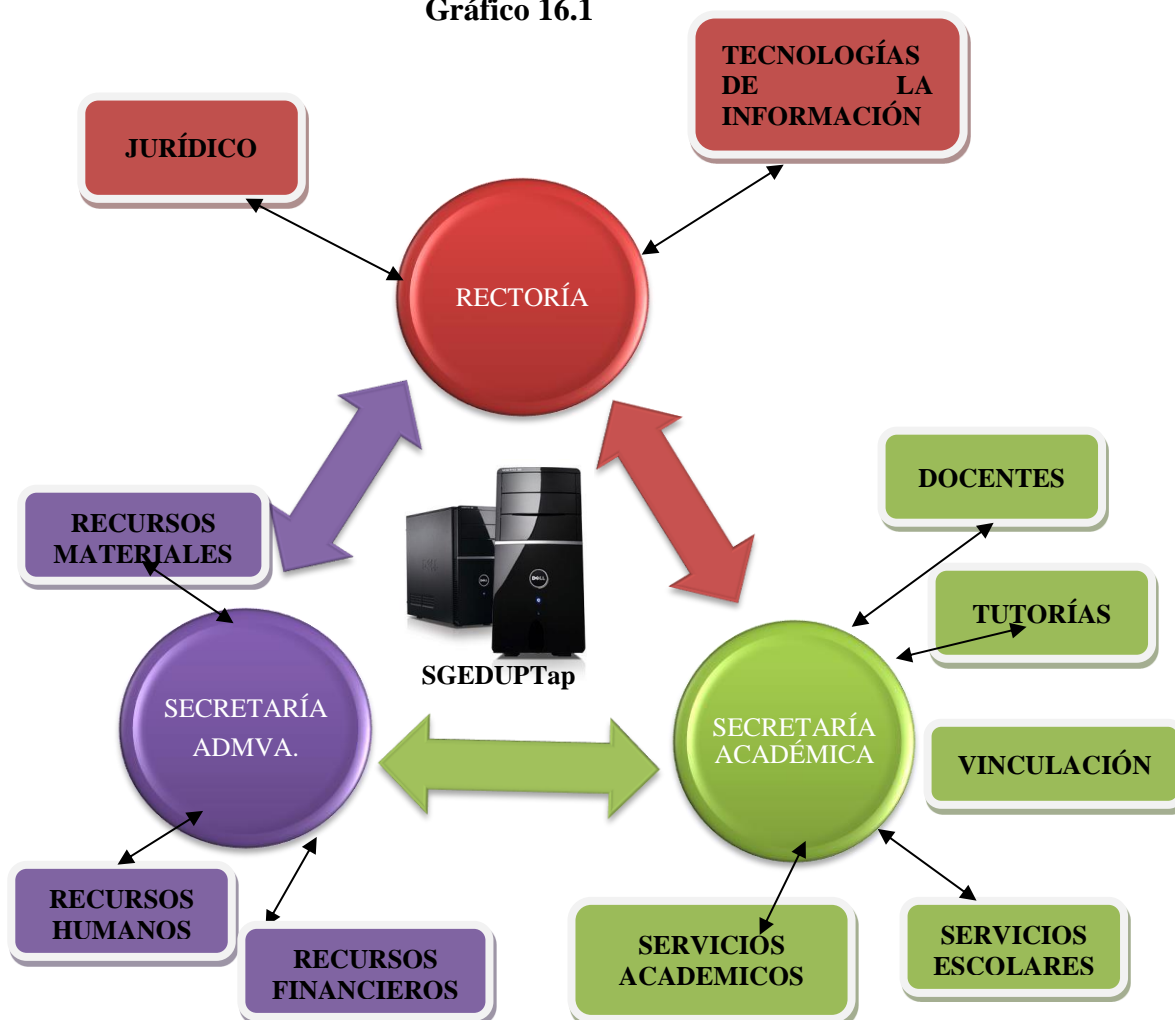 Gráfico 16.1
TECNOLOGÍAS
DE LA
INFORMACIÓN
JURÍDICO
RECTORÍA
DOCENTES
RECURSOS
MATERIALES
TUTORÍAS
DELL
SGEDUPTap
SECRETARÍA
ADMVA.
SECRETARÍA
ACADÉMICA
VINCULACIÓN
RECURSOS
HUMANOS
RECURSOS
FINANCIEROS
SERVICIOS
ACADEMICOS
SERVICIOS
ESCOLARES